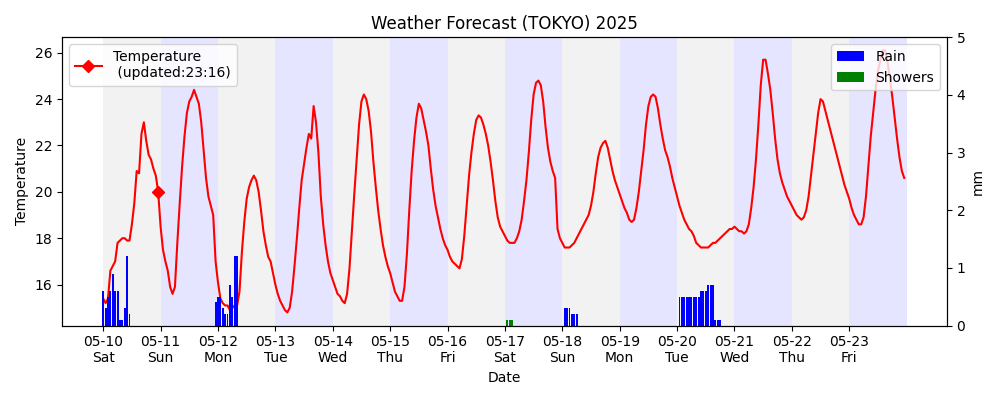 Weather Forecast (TOKYO) 2025
Temperature
(updated:23:16)
Rain
Showers
Temperature
26
24
22
20
18
16
5
4
3
2
1
0
mm
05-10 05-11 05-12 05-13 05-14 05-15 05-16 05-17 05-18 05-19 05-20 05-21 05-22 05-23
Sat Sun Mon Tue Wed Thu Fri Sat Sun Mon Tue Wed Thu Fri
Date